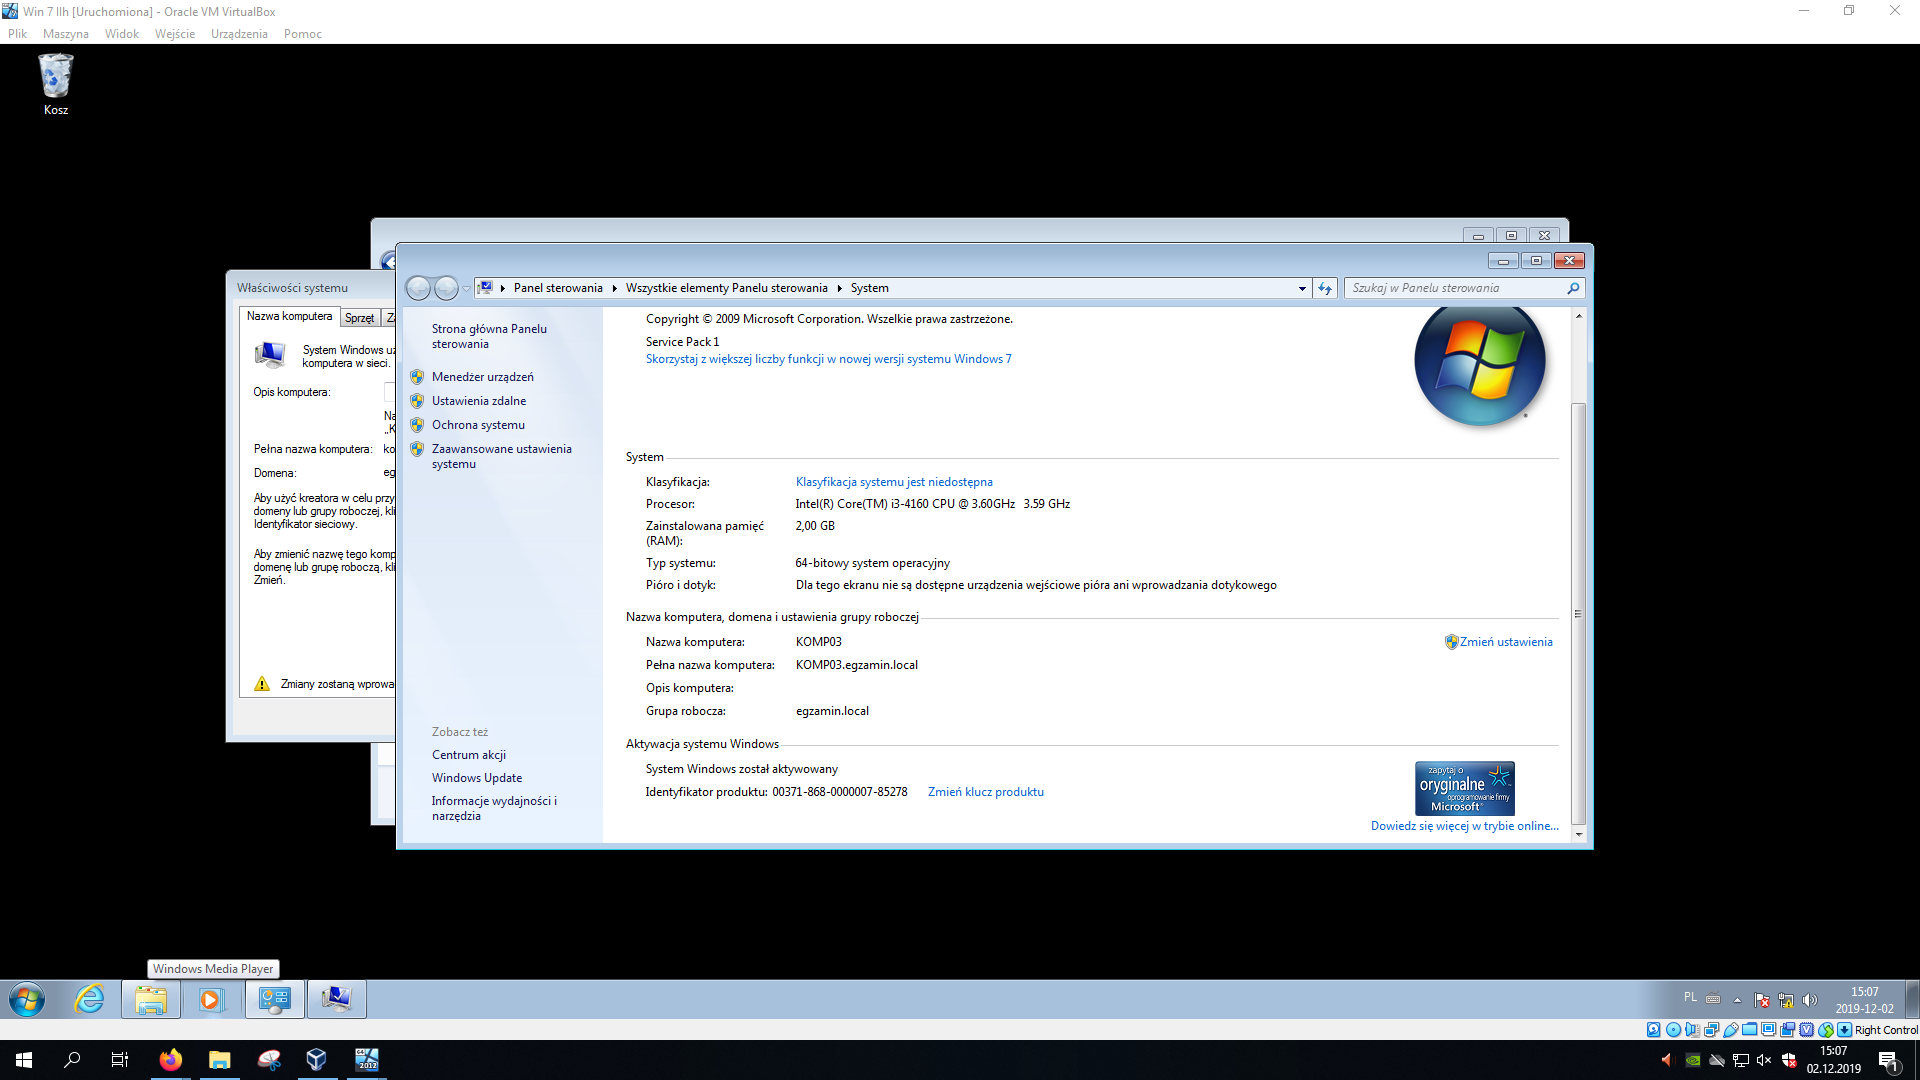 Win 7 IIh [Uruchomiona] - Oracle VM VirtualBox
Plik Maszyna Widok Wejście Urządzenia Pomoc
Kosz
Właściwości systemu
Nazwa komputera Sprzęt
System Windows
komputera w sieci.
Opis komputera:
Pełna nazwa komputera:
Domena:
Aby użyć kreatora w celu
domeny lub grupy roboczej,
Identyfikator sieciowy.
Aby zmienić nazwę tego
domenę lub grupę roboczą,
Zmień.
Zmiany zostaną
Panel sterowania Wszystkie elementy Panelu sterowania System
Szukaj w Panelu sterowania
Strona główna Panelu
sterowania
Menedżer urządzeń
Ustawienia zdalne
Ochrona systemu
Zaawansowane ustawienia
systemu
Zobacz też
Centrum akcji
Windows Update
Informacje wydajności i
narzędzia
Copyright © 2009 Microsoft Corporation. Wszelkie prawa zastrzeżone.
Service Pack 1
Skorzystaj z większej liczby funkcji w nowej wersji systemu Windows 7
System
Klasyfikacja: Klasyfikacja systemu jest niedostępna
Procesor: Intel(R) Core(TM) i3-4160 CPU @ 3.60GHz 3.59 GHz
Zainstalowana pamięć 2,00 GB
(RAM):
Typ systemu: 64-bitowy system operacyjny
Pióro i dotyk: Dla tego ekranu nie są dostępne urządzenia wejściowe pióra ani wprowadzania dotykowego
Nazwa komputera, domena i ustawienia grupy roboczej
Nazwa komputera: KOMP03 Zmień ustawienia
Pełna nazwa komputera: KOMP03.egzamin.local
Opis komputera:
Grupa robocza: egzamin.local
Aktywacja systemu Windows
System Windows został aktywowany
Identyfikator produktu: 00371-868-0000007-85278 Zmień klucz produktu
zapytaj o
oryginalne
oprogramowanie firmy
Microsoft
Dowiedz się więcej w trybie online...
Windows Media Player
PL
15:07
2019-12-02
Right Control
64
2012
15:07
02.12.2019
1